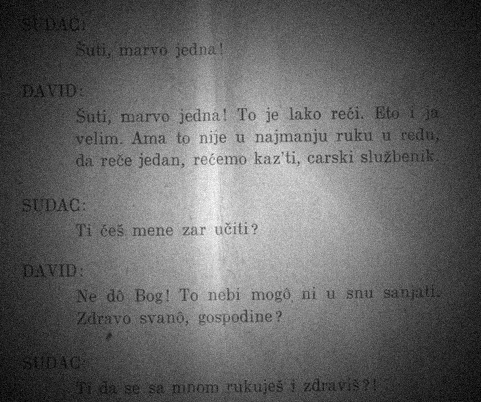 SUDAC:
Šuti, marvo jedna!
DAVID:
Šuti, marvo jedna! To je lako reći. Eto i ja
velim. Ama to nije u najmanju ruku u redu,
da reče jedan, rećemo kaz'ti, carski službenik.
SUDAC:
Ti ćeš mene zar učiti?
DAVID:
Ne dô Bog! To nebi mogô ni u snu sanjati.
Zdravo svanô, gospodine?
SUDAC:
Ti da se sa mnom rukuješ i zdraviš?!